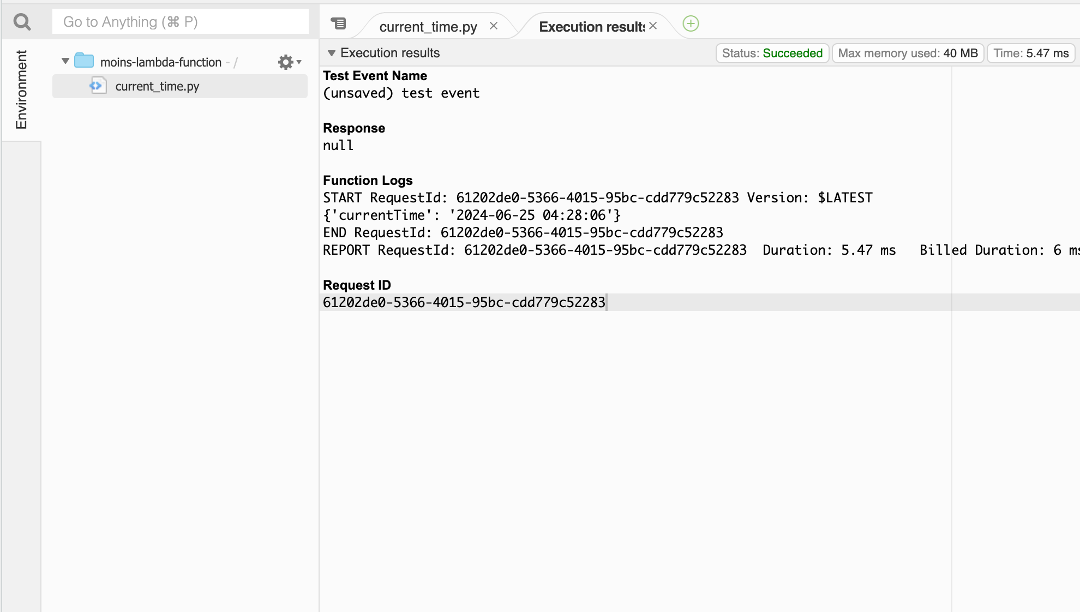 Go to Anything (⌘ P)
current_time.py
Execution results
Environment
moins-lambda-function - /
current_time.py
Execution results
Status: Succeeded
Max memory used: 40 MB
Time: 5.47 ms
Test Event Name
(unsaved) test event
Response
null
Function Logs
START RequestId: 61202de0-5366-4015-95bc-cdd779c52283 Version: $LATEST
{'currentTime': '2024-06-25 04:28:06'}
END RequestId: 61202de0-5366-4015-95bc-cdd779c52283
REPORT RequestId: 61202de0-5366-4015-95bc-cdd779c52283 Duration: 5.47 ms Billed Duration: 6 ms
Request ID
61202de0-5366-4015-95bc-cdd779c52283